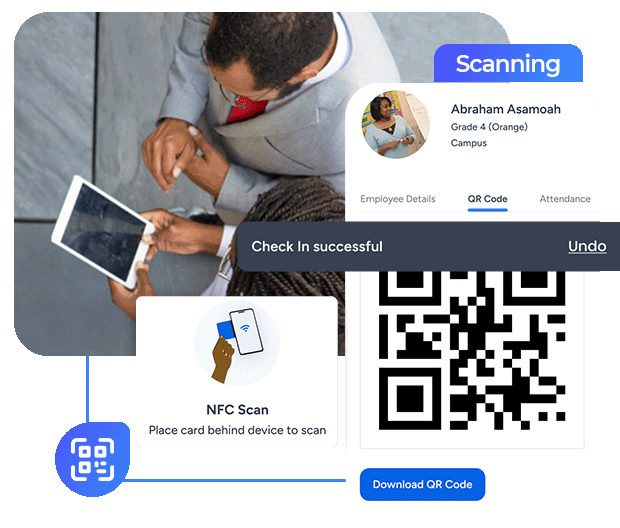 Scanning
Abraham Asamoah
Grade 4 (Orange)
Campus
Employee Details
QR Code
Attendance
Check In successful
Undo
NFC Scan
Place card behind device to scan
Download QR Code